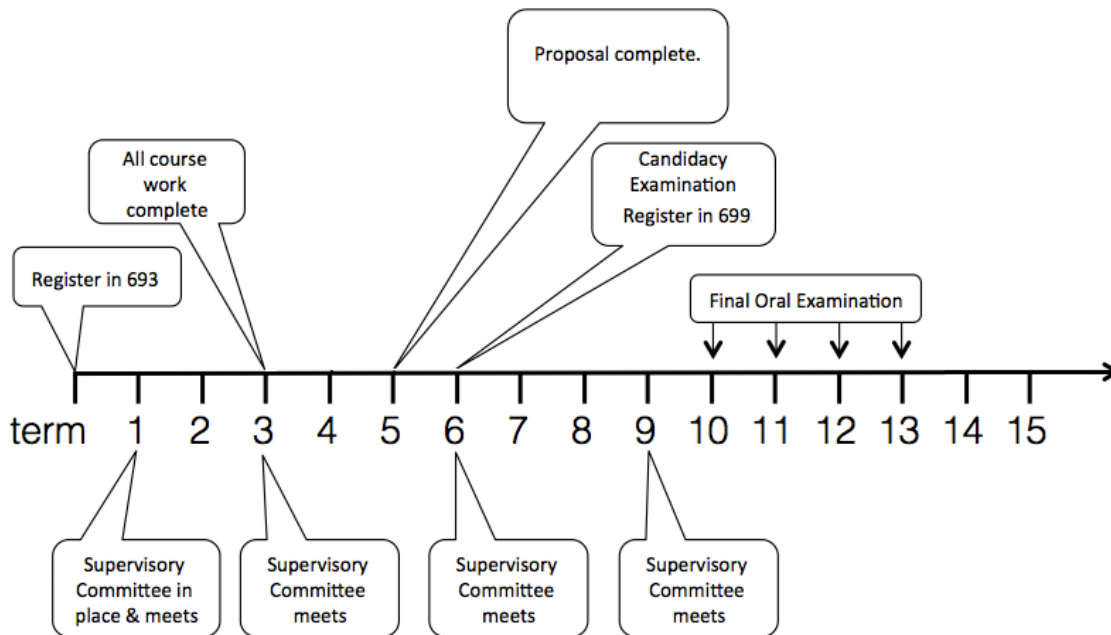 Proposal complete.
All course
work
complete
Candidacy
Examination
Register in 699
Register in 693
Final Oral Examination
term 1 2 3 4 5 6 7 8 9 10 11 12 13 14 15
Supervisory
Committee in
place & meets
Supervisory
Committee
meets
Supervisory
Committee
meets
Supervisory
Committee
meets